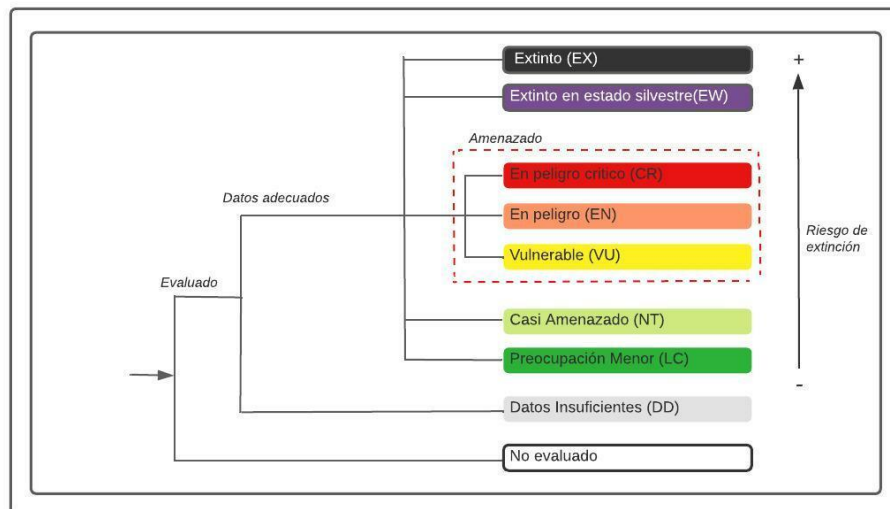 Extinto (EX)
+
Extinto en estado silvestre(EW)
Amenazado
En peligro critico (CR)
Datos adecuados
En peligro (EN)
Riesgo de
extinción
Vulnerable (VU)
Evaluado
Casi Amenazado (NT)
Preocupación Menor (LC)
-
Datos Insuficientes (DD)
No evaluado